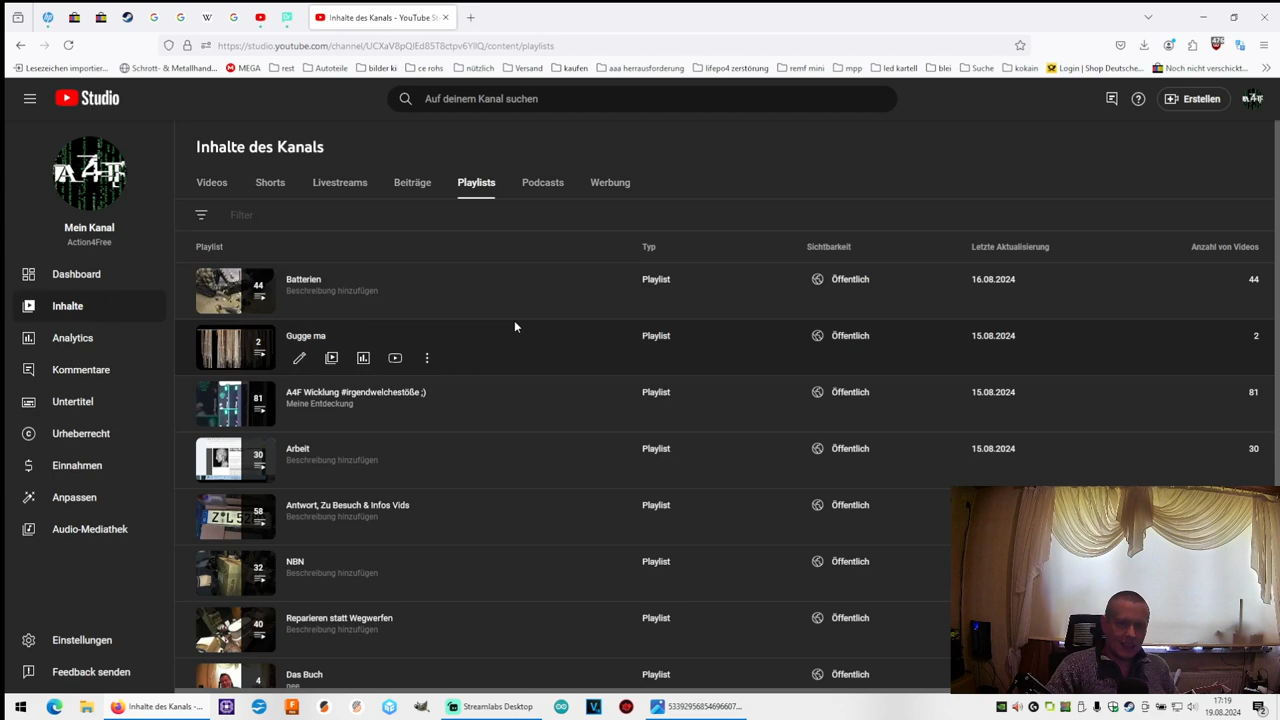 Inhalte des Kanals - YouTube St
https://studio.youtube.com/channel/UCXaV8pQIEd85T8ctpv6YIlQ/content/playlists
Lesezeichen importier...
Schrott- & Metallhand...
MEGA
rest
Autoteile
bilder ki
ce rohs
nützlich
Versand
kaufen
aaa herrausforderung
lifepo4 zerstörung
remf mini
mpp
led kartell
blei
Suche
kokain
Login | Shop Deutsche...
Noch nicht verschickt...
Studio
Auf deinem Kanal suchen
Erstellen
A4F
Mein Kanal
Action4Free
Dashboard
Inhalte
Analytics
Kommentare
Untertitel
Urheberrecht
Einnahmen
Anpassen
Audio-Mediathek
Einstellungen
Feedback senden
Inhalte des Kanals
Videos Shorts Livestreams Beiträge Playlists Podcasts Werbung
Filter
Playlist Typ Sichtbarkeit Letzte Aktualisierung Anzahl von Videos
44 Batterien Playlist Öffentlich 16.08.2024 44
Beschreibung hinzufügen
2 Gugge ma Playlist Öffentlich 15.08.2024 2
81 A4F Wicklung #irgendwelchestöße ;) Playlist Öffentlich 15.08.2024 81
Meine Entdeckung
30 Arbeit Playlist Öffentlich 15.08.2024 30
Beschreibung hinzufügen
58 Antwort, Zu Besuch & Infos Vids Playlist Öffentlich
Beschreibung hinzufügen
32 NBN Playlist Öffentlich
Beschreibung hinzufügen
40 Reparieren statt Wegwerfen Playlist Öffentlich
Beschreibung hinzufügen
4 Das Buch Playlist Öffentlich
nee
Inhalte des Kanals -...
Streamlabs Desktop
53392956854696607...
17:19
19.08.2024